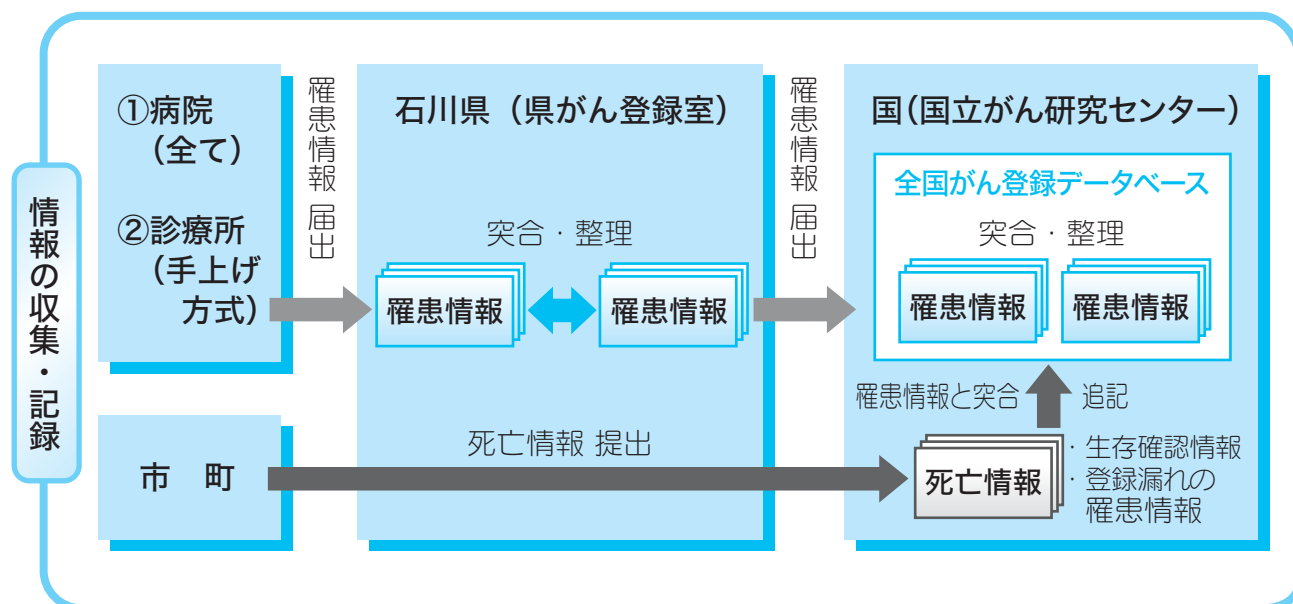 情報の収集・記録
①病院
(全て)
②診療所
(手上げ
方式)
罹患情報 届出
石川県（県がん登録室）
突合・整理
罹患情報
罹患情報
罹患情報 届出
国（国立がん研究センター）
全国がん登録データベース
突合・整理
罹患情報
罹患情報
罹患情報と突合
追記
市 町
死亡情報 提出
死亡情報
・生存確認情報
・登録漏れの
罹患情報